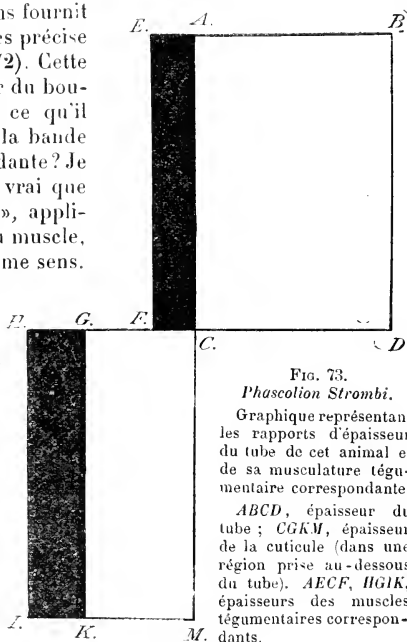 ns fournit
es précise
72). Cette
r du bou-
ce qu'il
la bande
dante? Je
vrai que
», appli-
u muscle,
me sens.
E. A. B.
H. G. F. C. D
I. K. M.
FIG. 73.
Phascolion Strombi.
Graphique représentan
les rapports d'épaisseur
du tube de cet animal e
de sa musculature tégu-
mentaire correspondante
ABCD, épaisseur du
tube ; CGKM, épaisseur
de la cuticule (dans une
région prise au-dessous
du tube). AECF, HGIK,
épaisseurs des muscles
tégumentaires correspon-
dants.